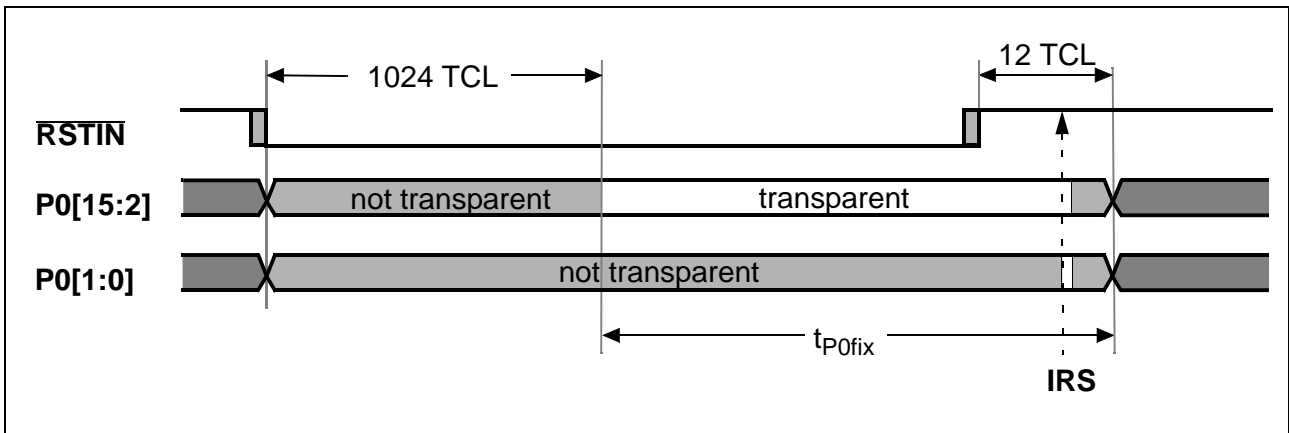 12 TCL
1024 TCL
RSTIN
P0[15:2]
not transparent
transparent
P0[1:0]
not transparent
tP0fix
IRS